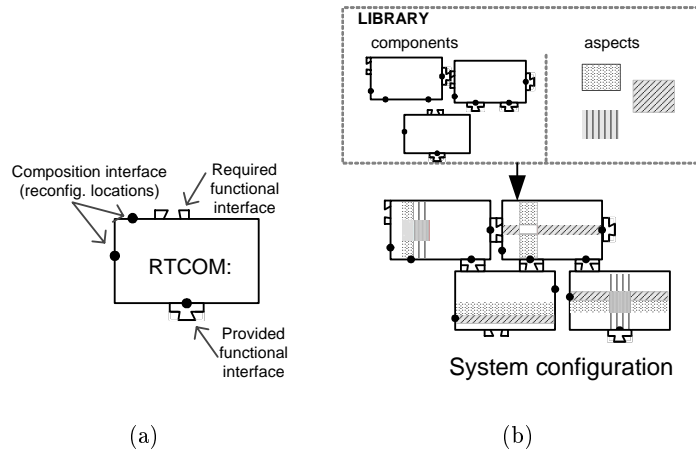 LIBRARY
components
aspects
Composition interface
(reconfig. locations)
Required
functional
interface
RTCOM:
Provided
functional
interface
System configuration
(a)
(b)